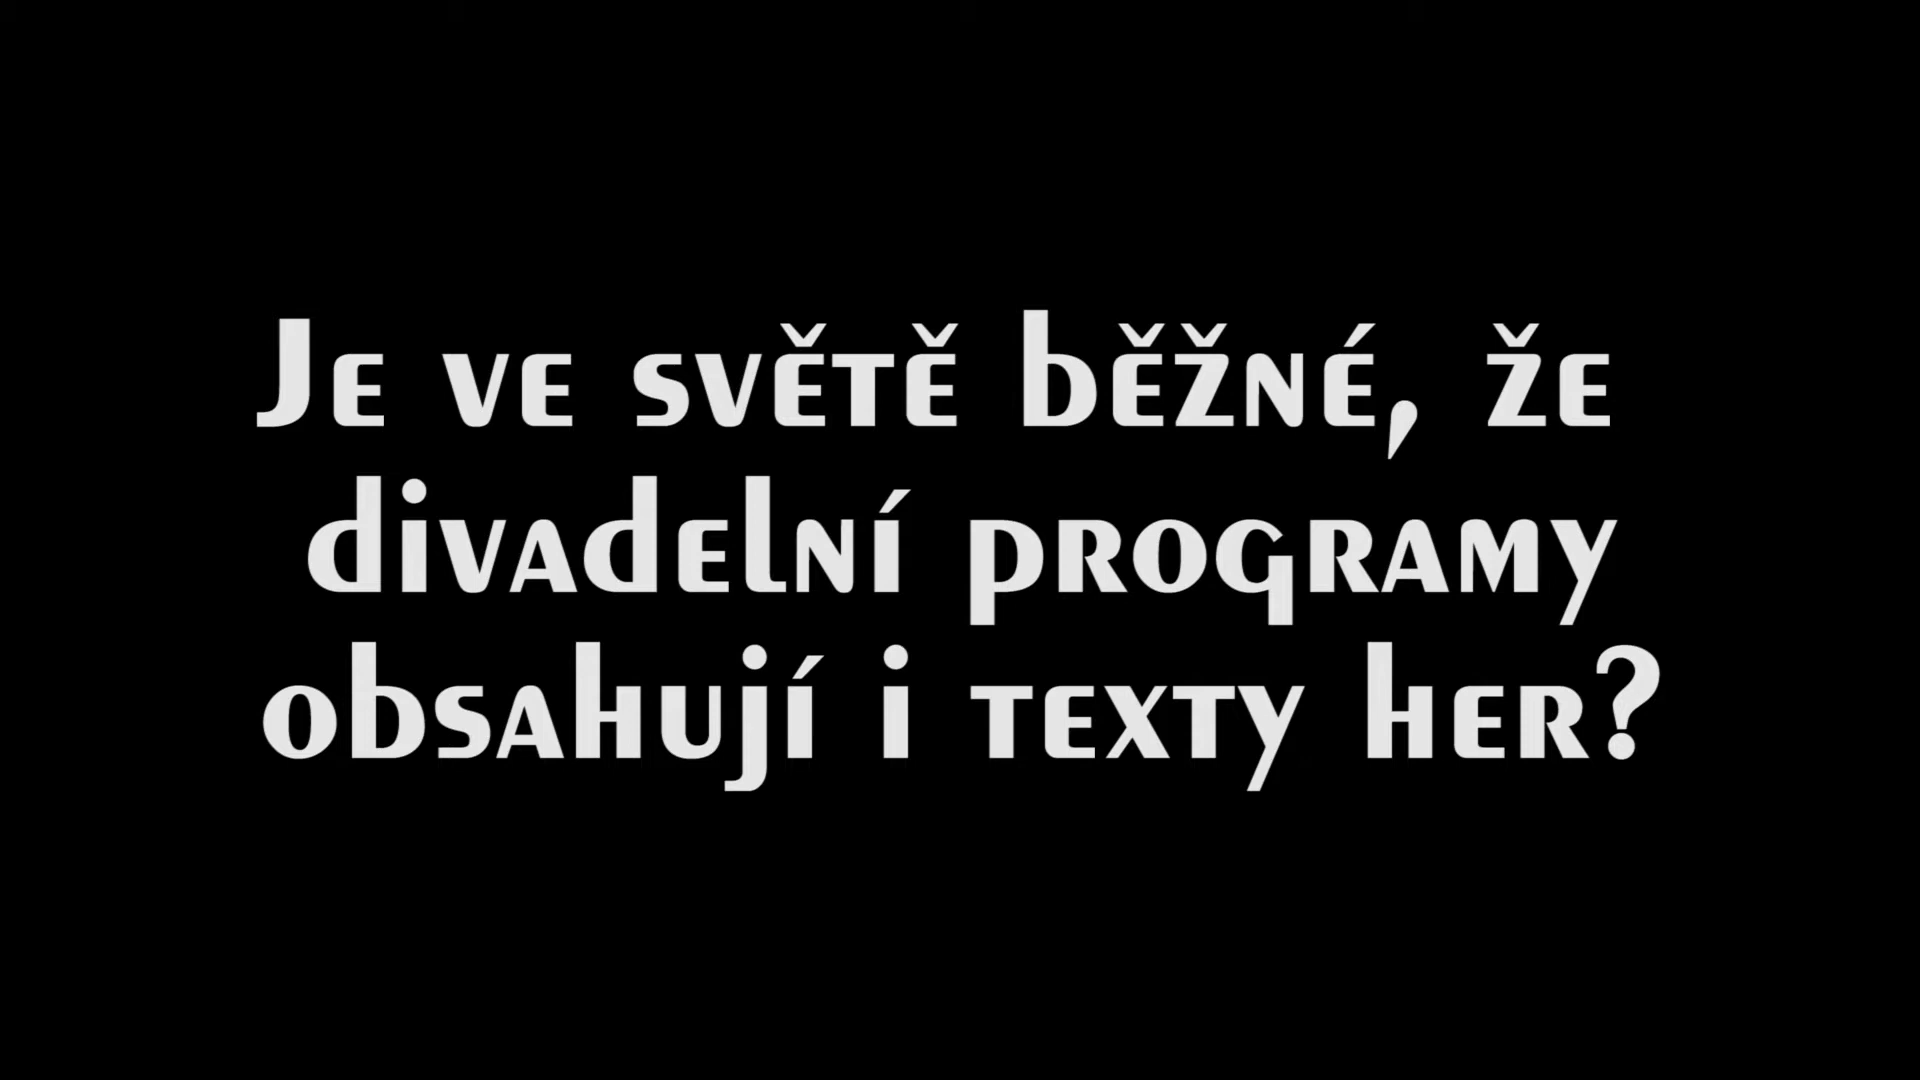 Je ve světě běžné, že
divadelní programy
obsahují i texty her?